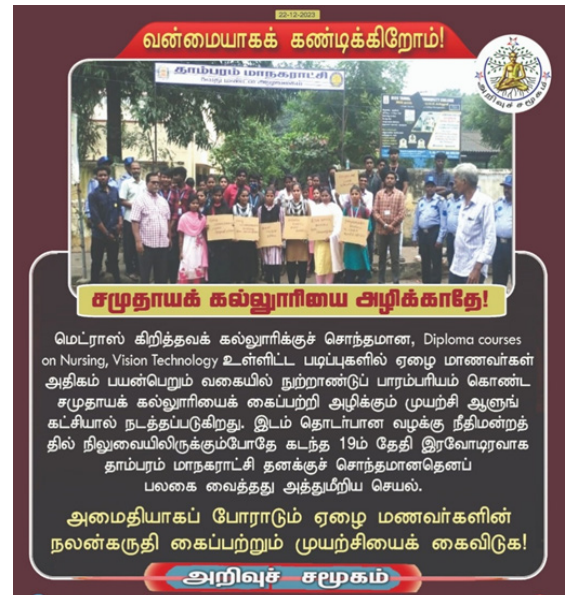 22-12-2023
வன்மையாகக் கண்டிக்கிறோம்!
அறிவுச் சமூகம்
தாம்பரம் மாநகராட்சி
சமுதாயக் கல்லூரியை அழிக்காதே!
மெட்ராஸ் கிறித்தவக் கல்லூரிக்குச் சொந்தமான, Diploma courses
on Nursing, Vision Technology உள்ளிட்ட படிப்புகளில் ஏழை மாணவர்கள்
அதிகம் பயன்பெறும் வகையில் நுற்றாண்டுப் பாரம்பரியம் கொண்ட
சமுதாயக் கல்லூரியைக் கைப்பற்றி அழிக்கும் முயற்சி ஆளுங்
கட்சியால் நடத்தப்படுகிறது. இடம் தொடர்பான வழக்கு நீதிமன்றத்
தில் நிலுவையிலிருக்கும்போதே கடந்த 19ம் தேதி இரவோடிரவாக
தாம்பரம் மாநகராட்சி தனக்குச் சொந்தமானதெனப்
பலகை வைத்தது அத்துமீறிய செயல்.
அமைதியாகப் போராடும் ஏழை மணவர்களின்
நலன்கருதி கைப்பற்றும் முயற்சியைக் கைவிடுக!
அறிவுச் சமூகம்